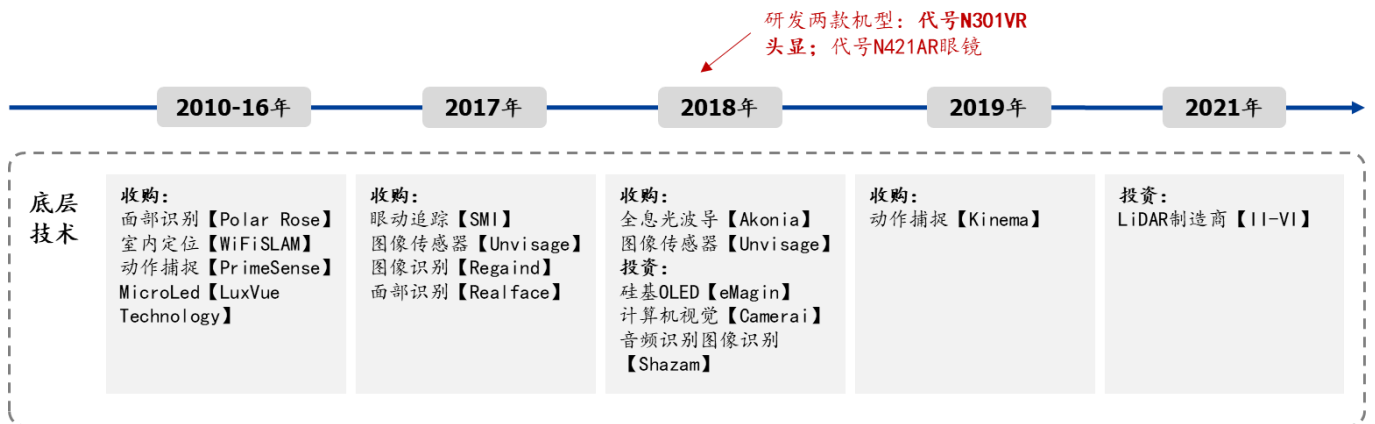 研发两款机型：代号N301VR
头显；代号N421AR眼镜
2010-16年
2017年
2018年
2019年
2021年
底层
技术
收购：
面部识别【Polar Rose】
室内定位【WiFiSLAM】
动作捕捉【PrimeSense】
MicroLed【LuxVue
Technology】
收购：
眼动追踪【SMI】
图像传感器【Unvisage】
图像识别【Regaind】
面部识别【Realface】
收购：
全息光波导【Akonia】
图像传感器【Unvisage】
投资：
硅基OLED【eMagin】
计算机视觉【Camerai】
音频识别图像识别
【Shazam】
收购：
动作捕捉【Kinema】
投资：
LiDAR制造商【II-VI】